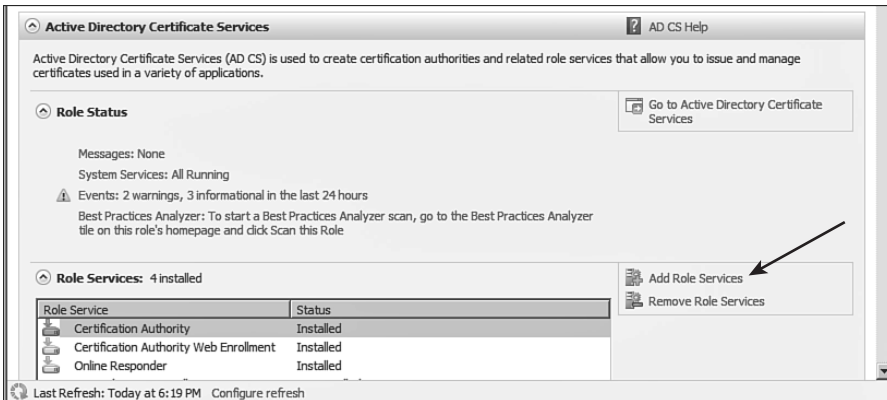 Active Directory Certificate Services
AD CS Help
Active Directory Certificate Services (AD CS) is used to create certification authorities and related role services that allow you to issue and manage
certificates used in a variety of applications.
Role Status
Go to Active Directory Certificate
Services
Messages: None
System Services: All Running
Events: 2 warnings, 3 informational in the last 24 hours
Best Practices Analyzer: To start a Best Practices Analyzer scan, go to the Best Practices Analyzer
tile on this role's homepage and click Scan this Role
Role Services: 4 installed
Add Role Services
Remove Role Services
Role Service Status
Certification Authority Installed
Certification Authority Web Enrollment Installed
Online Responder Installed
Last Refresh: Today at 6:19 PM Configure refresh